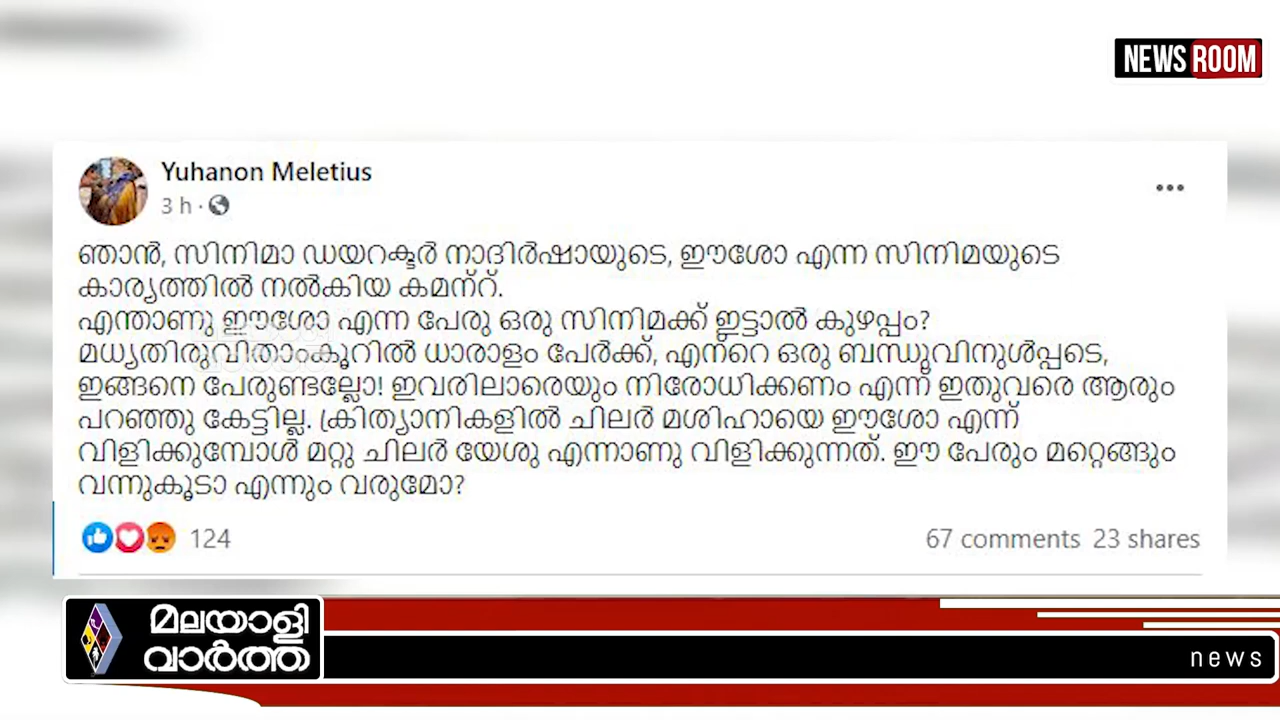 NEWS ROOM
Yuhanon Meletius
3 h ·
ഞാൻ, സിനിമാ ഡയറക്ടർ നാദിർഷായുടെ, ഈശോ എന്ന സിനിമയുടെ
കാര്യത്തിൽ നൽകിയ കമന്റ്.
എന്താണു ഈശോ എന്ന പേരു ഒരു സിനിമക്ക് ഇട്ടാൽ കുഴപ്പം?
മധ്യതിരുവിതാംകൂറിൽ ധാരാളം പേർക്ക്, എന്റെ ഒരു ബന്ധൂവിനുൾപ്പടെ,
ഇങ്ങനെ പേരുണ്ടല്ലോ! ഇവരിലാരെയും നിരോധിക്കണം എന്ന് ഇതുവരെ ആരും
പറഞ്ഞു കേട്ടില്ല. ക്രിത്യാനികളിൽ ചിലർ മശിഹായെ ഈശോ എന്ന്
വിളിക്കുമ്പോൾ മറ്റു ചിലർ യേശു എന്നാണു വിളിക്കുന്നത്. ഈ പേരും മറ്റെങ്ങും
വന്നുകൂടാ എന്നും വരുമോ?
124
67 comments 23 shares
മലയാളി
വാർത്ത
news